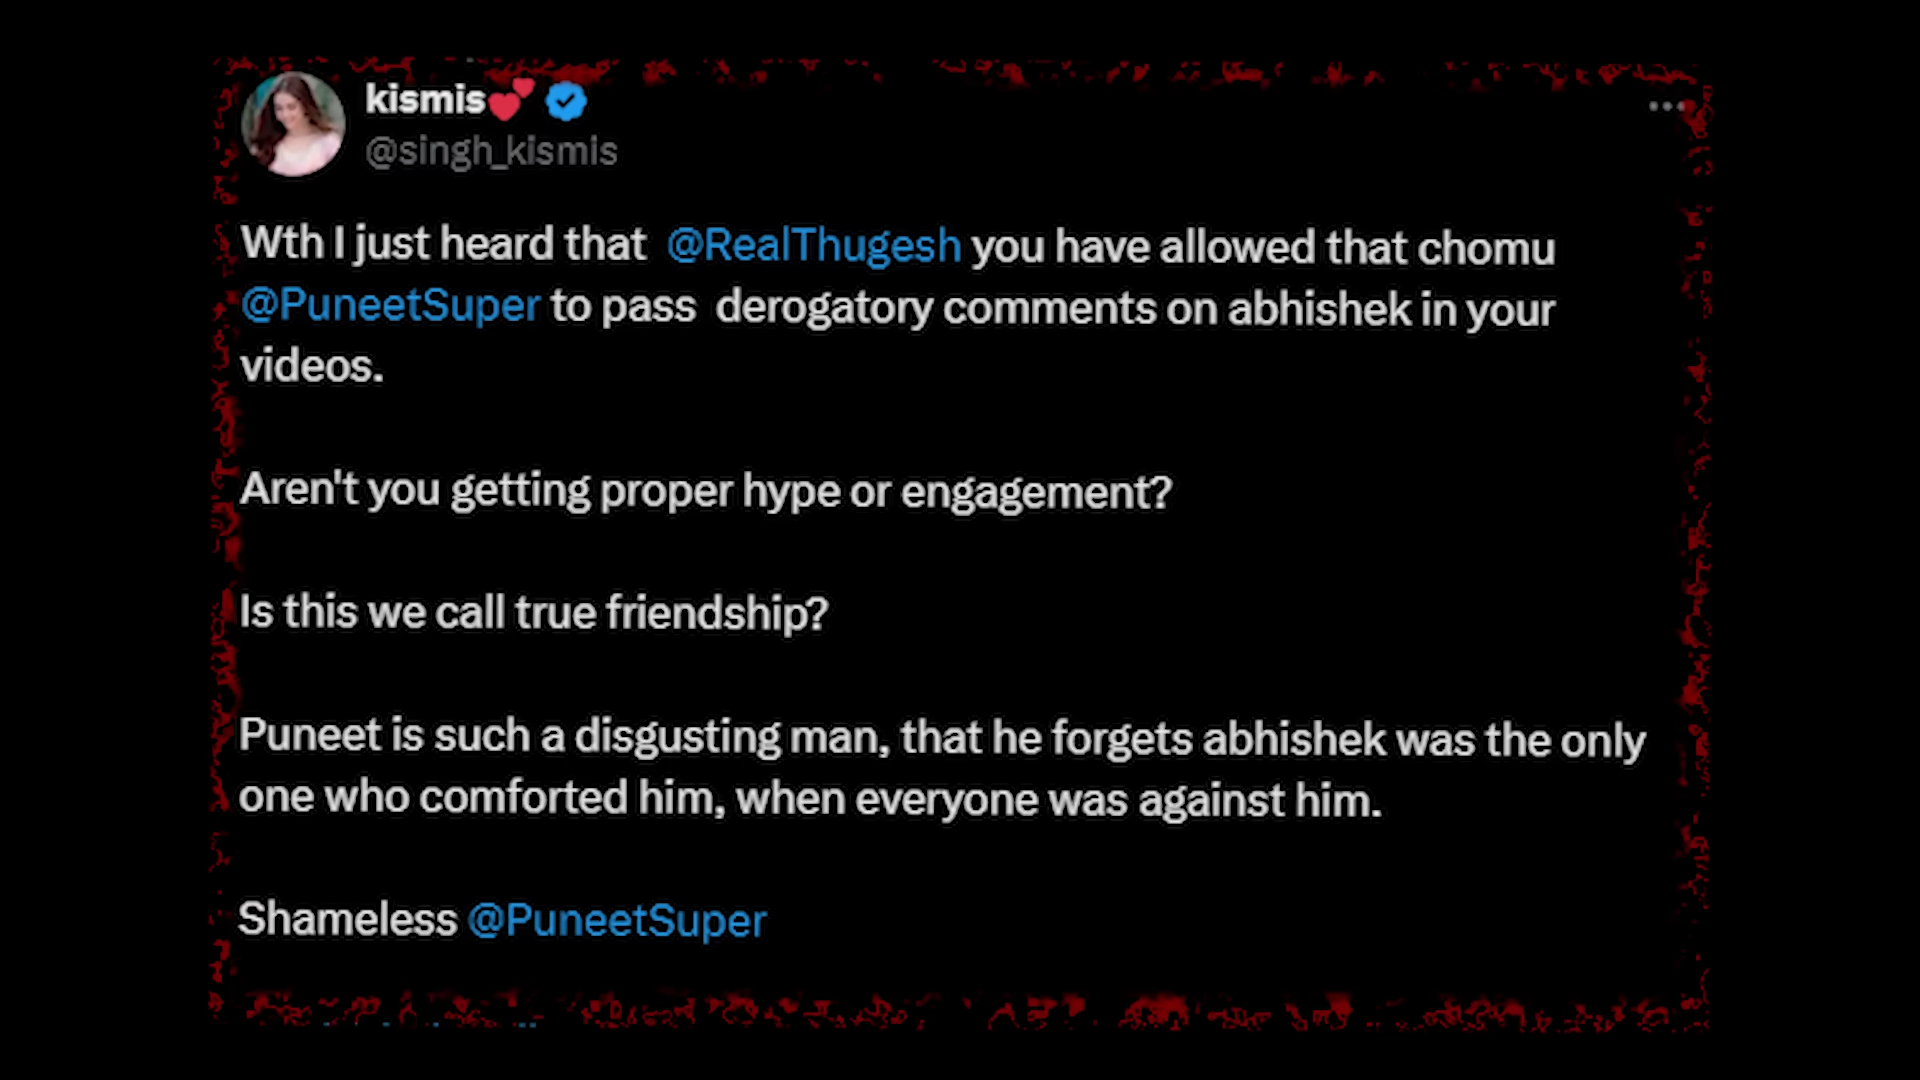 kismis💕
@singh_kismis
Wth I just heard that @RealThugesh you have allowed that chomu
@PuneetSuper to pass derogatory comments on abhishek in your
videos.
Aren't you getting proper hype or engagement?
Is this we call true friendship?
Puneet is such a disgusting man, that he forgets abhishek was the only
one who comforted him, when everyone was against him.
Shameless @PuneetSuper